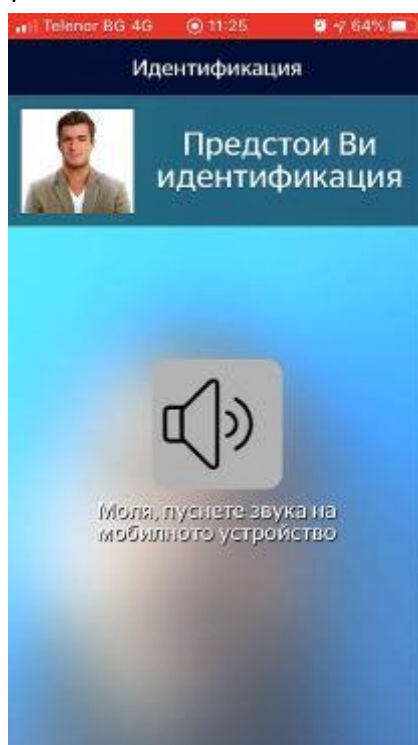 Telenor BG 4G 11:25 64%
Идентификация
Предстои Ви
идентификация
Моля, пуснете звука на
мобилното устройство